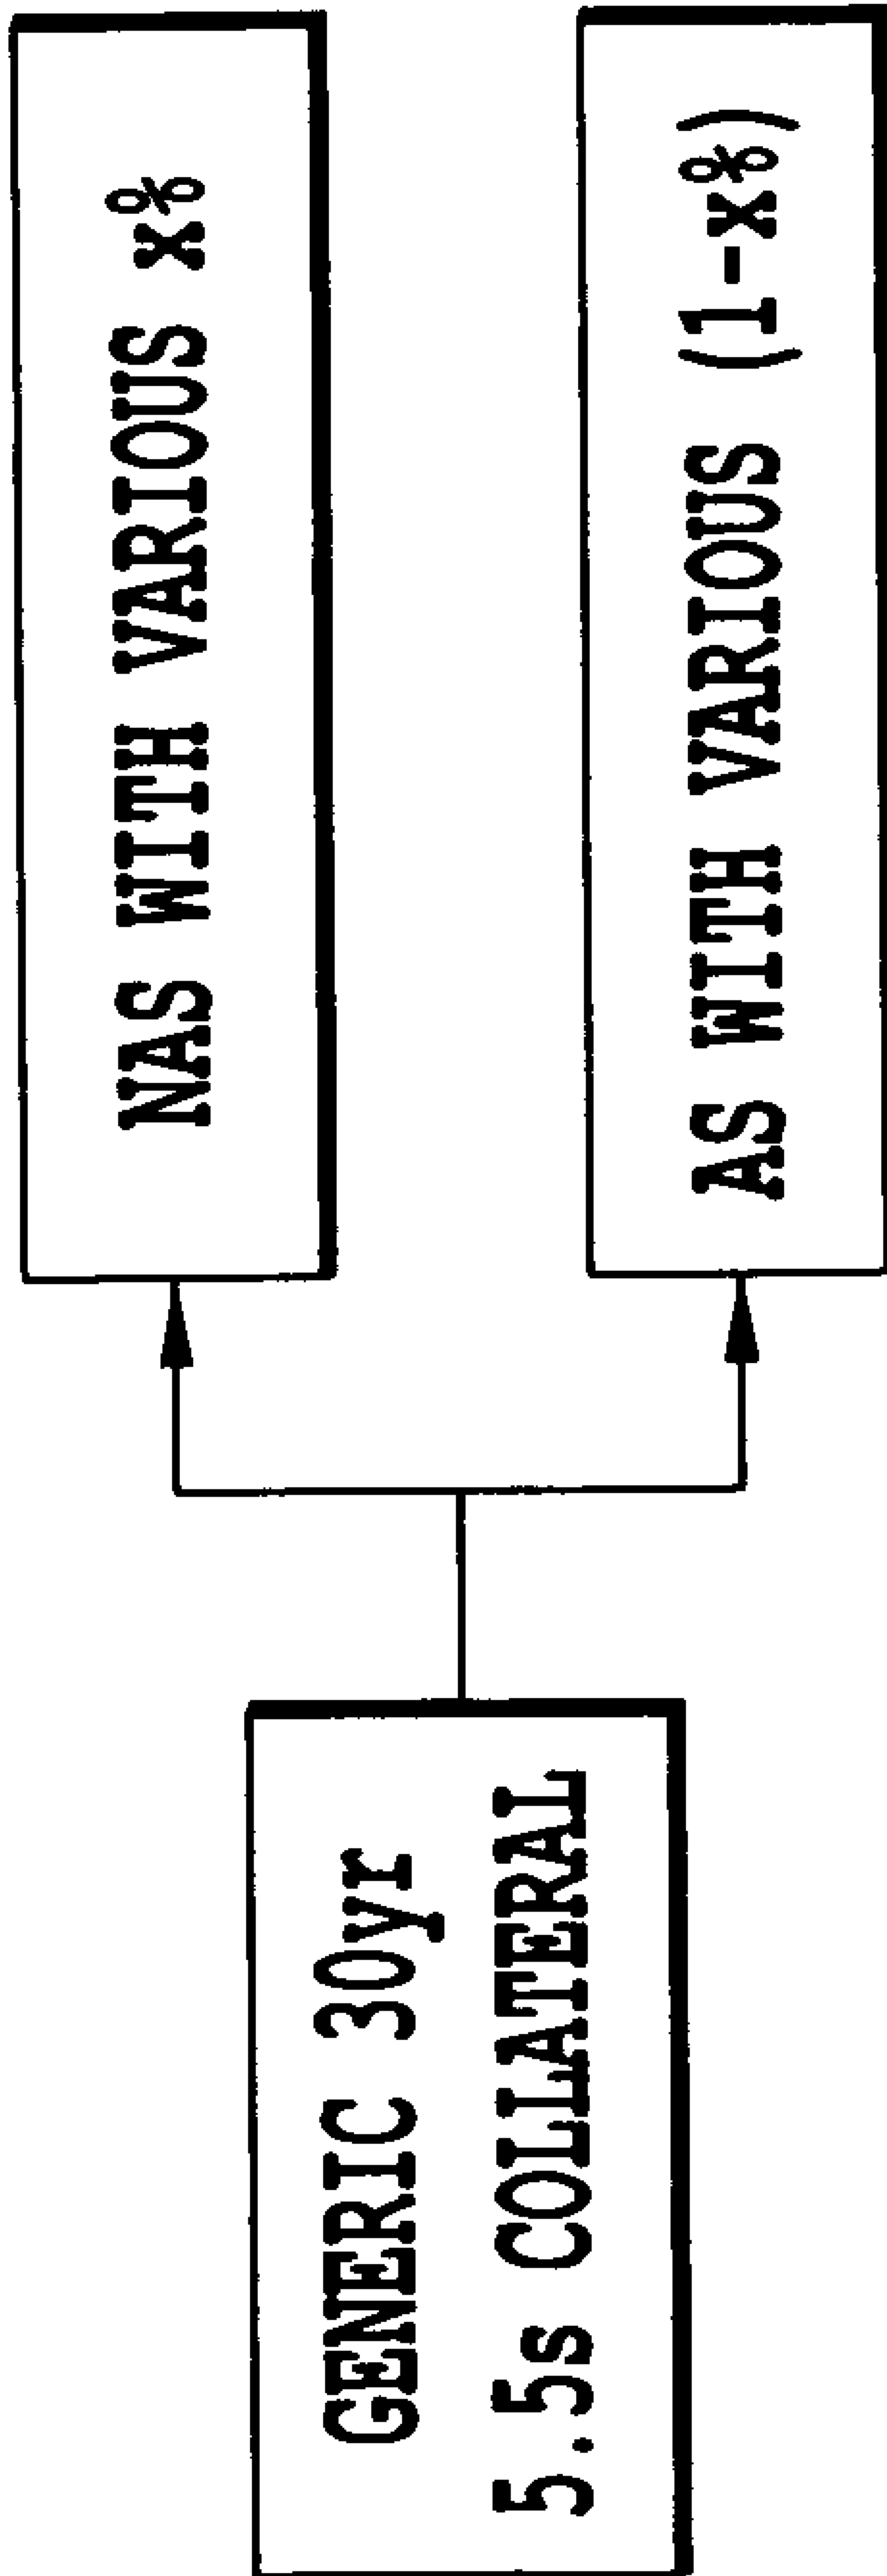 GENERIC 30yr
5.5s COLLATERAL
NAS WITH VARIOUS x%
AS WITH VARIOUS (1-x%)